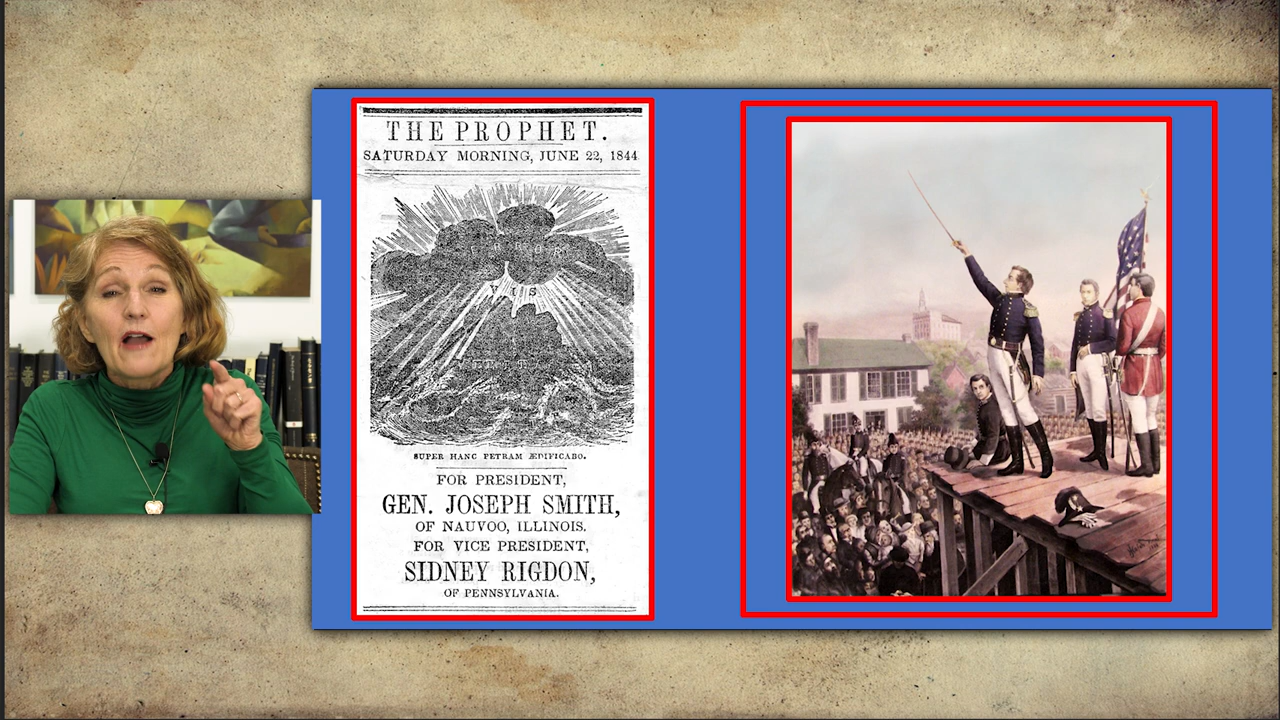 THE PROPHET.
SATURDAY MORNING, JUNE 22, 1844
SUPER HANC PETRAM ÆDIFICABO.
FOR PRESIDENT,
GEN. JOSEPH SMITH,
OF NAUVOO, ILLINOIS.
FOR VICE PRESIDENT,
SIDNEY RIGDON,
OF PENNSYLVANIA.